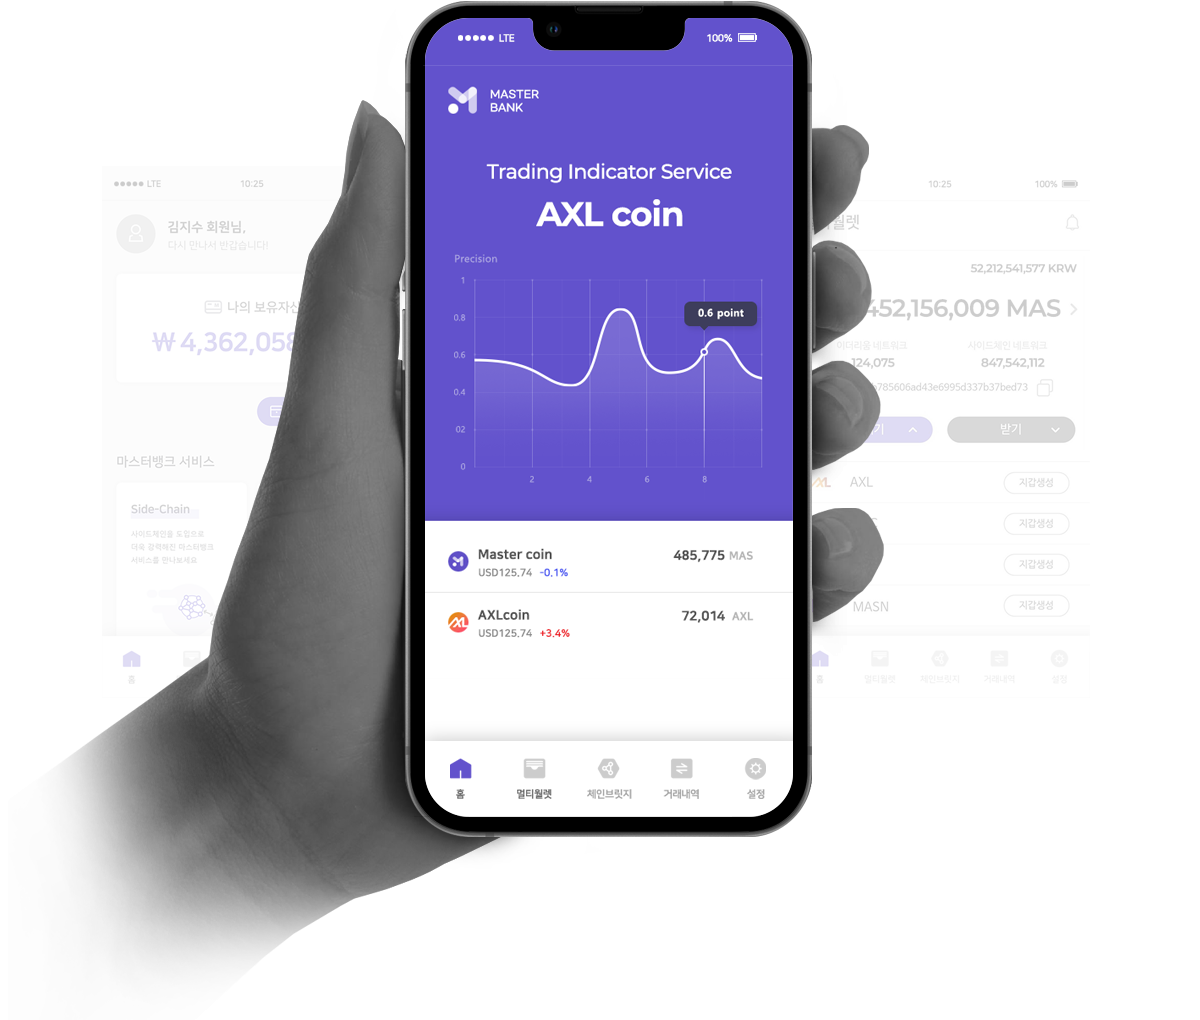 LTE
100%
MASTER
BANK
Trading Indicator Service
AXL coin
Precision
1
0.8
0.6
0.4
02
0
2
4
6
8
0.6 point
Master coin
485,775 MAS
USD125.74 -0.1%
AXLcoin
72,014 AXL
USD125.74 +3.4%
홈
멀티월렛
체인브릿지
거래내역
설정
LTE
10:25
김지수 회원님,
다시 만나서 반갑습니다!
나의 보유자산
₩ 4,362,058
마스터뱅크 서비스
Side-Chain
사이드체인을 도입으로
더욱 강력해진 마스터뱅크
서비스를 만나보세요
홈
10:25
100%
월렛
52,212,541,577 KRW
452,156,009 MAS
이더리움 네트워크
사이드체인 네트워크
124,075
847,542,112
785606ad43e6995d337b37bed73
기
받기
AXL
지갑생성
지갑생성
지갑생성
MASN
지갑생성
홈
멀티월렛
체인브릿지
거래내역
설정